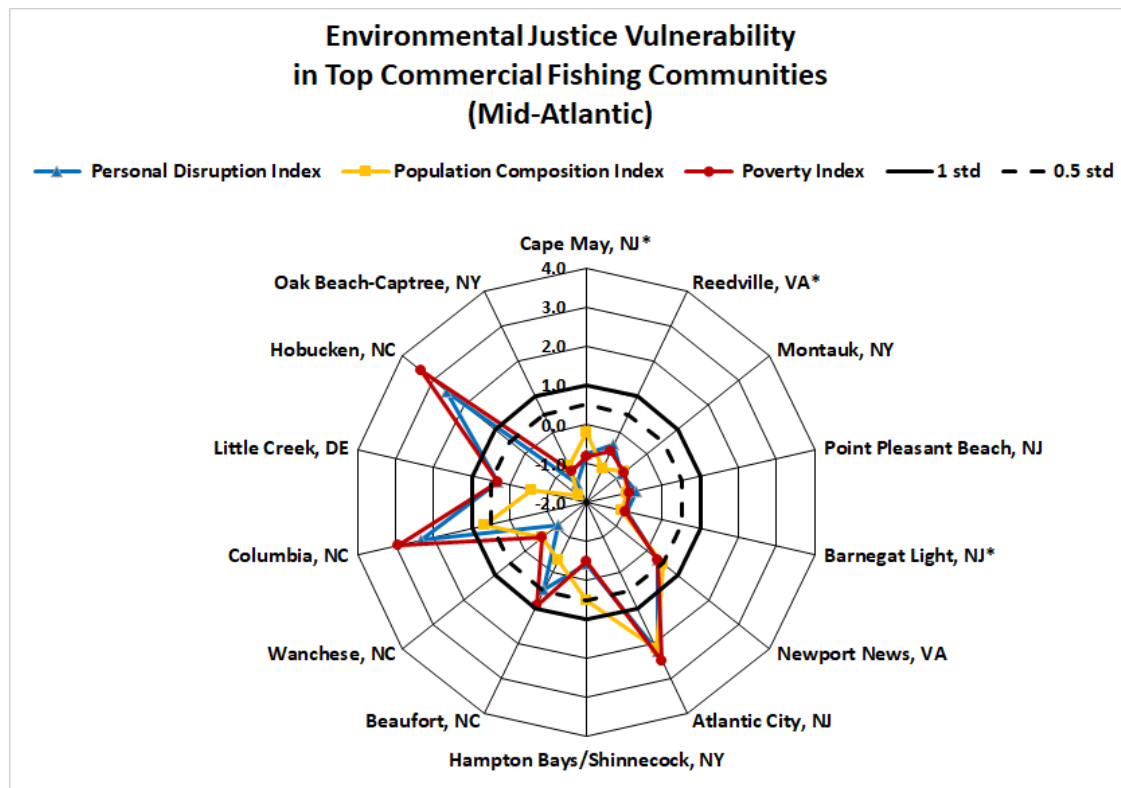 Environmental Justice Vulnerability
in Top Commercial Fishing Communities
(Mid-Atlantic)
Personal Disruption Index Population Composition Index Poverty Index 1 std 0.5 std
Cape May, NJ*
4.0
Oak Beach-Captree, NY
Reedville, VA*
3.0
Hobucken, NC
2.0
Montauk, NY
1.0
0.0
Little Creek, DE
Point Pleasant Beach, NJ
-1.0
-2.0
Columbia, NC
Barnegat Light, NJ*
Wanchese, NC
Newport News, VA
Beaufort, NC
Atlantic City, NJ
Hampton Bays/Shinnecock, NY